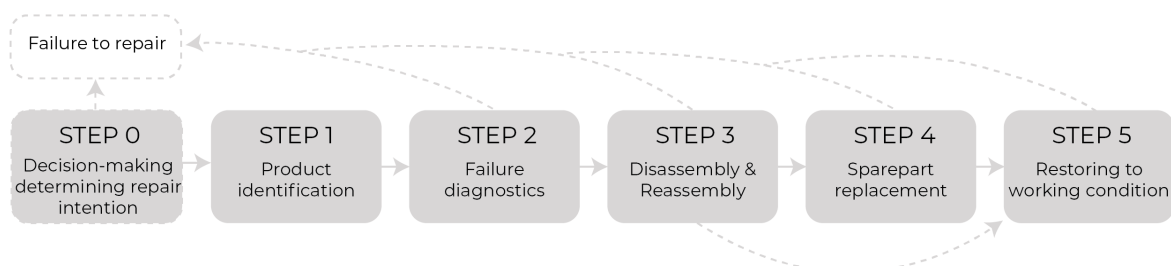 Failure to repair
STEP 0
Decision-making
determining repair
intention
STEP 1
Product
identification
STEP 2
Failure
diagnostics
STEP 3
Disassembly &
Reassembly
STEP 4
Sparepart
replacement
STEP 5
Restoring to
working condition